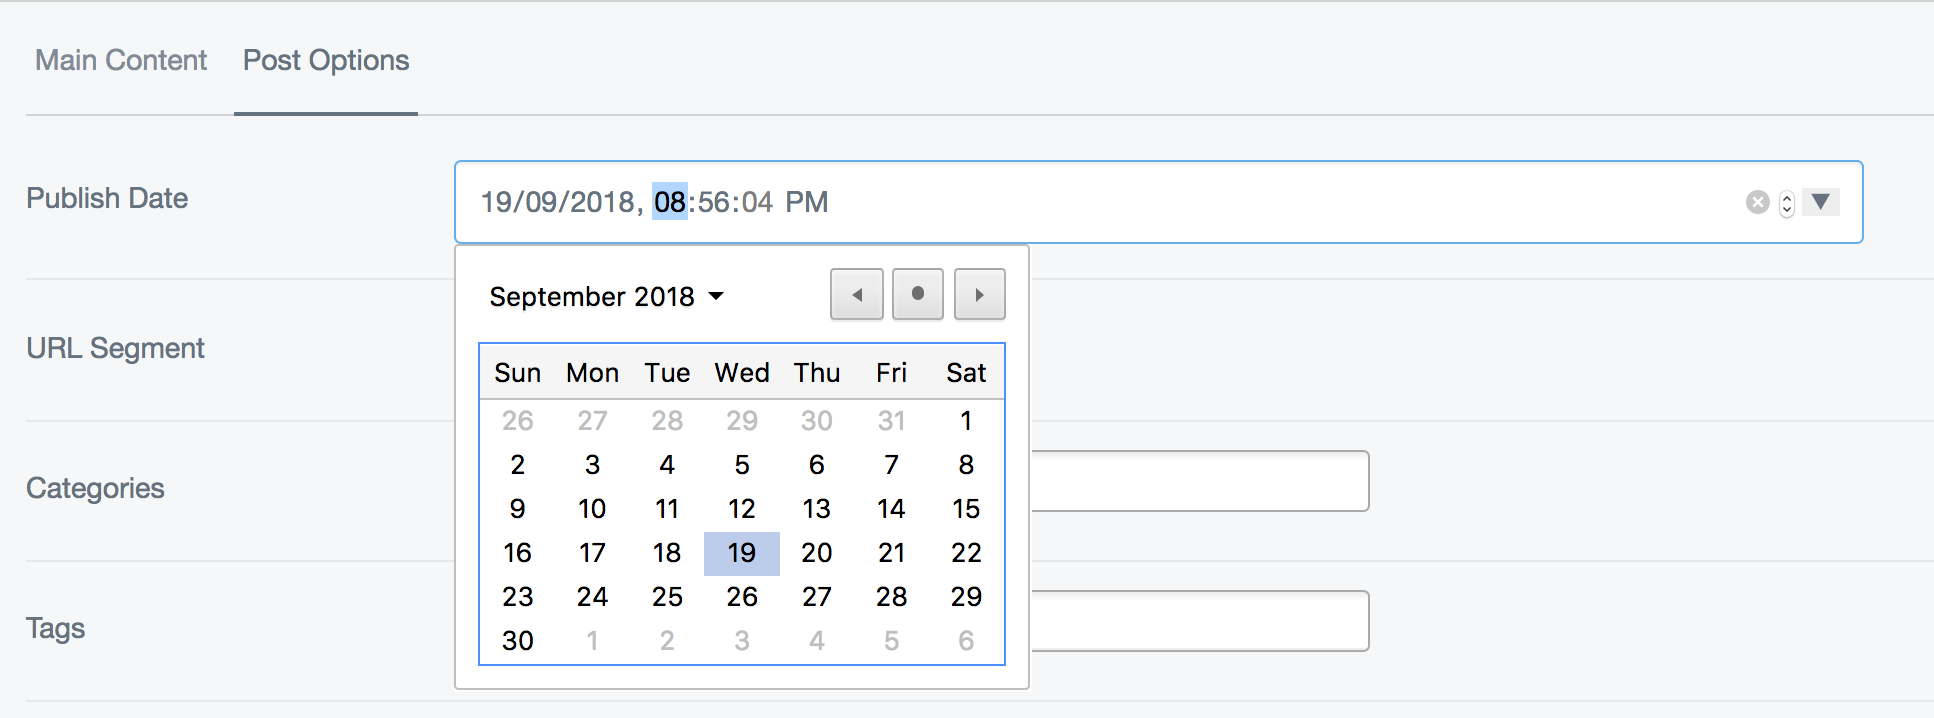 Main Content Post Options
Publish Date
19/09/2018, 08:56:04 PM
September 2018
Sun Mon Tue Wed Thu Fri Sat
26 27 28 29 30 31 1
2 3 4 5 6 7 8
9 10 11 12 13 14 15
16 17 18 19 20 21 22
23 24 25 26 27 28 29
30 1 2 3 4 5 6
URL Segment
Categories
Tags